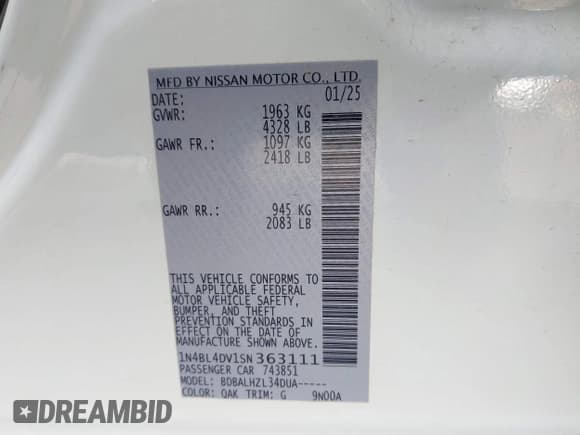 MFD BY NISSAN MOTOR CO., LTD.
DATE: 01/25
GVWR: 1963 KG
4328 LB
GAWR FR.: 1097 KG
2418 LB
GAWR RR.: 945 KG
2083 LB
THIS VEHICLE CONFORMS TO
ALL APPLICABLE FEDERAL
MOTOR VEHICLE SAFETY,
BUMPER, AND THEFT
PREVENTION STANDARDS IN
EFFECT ON THE DATE OF
MANUFACTURE SHOWN ABOVE.
1N4BL4DV1SN363111
PASSENGER CAR 743851
MODEL: BDBALHZL34DUA-----
COLOR: QAK TRIM: G 9N00A
DREAMBID